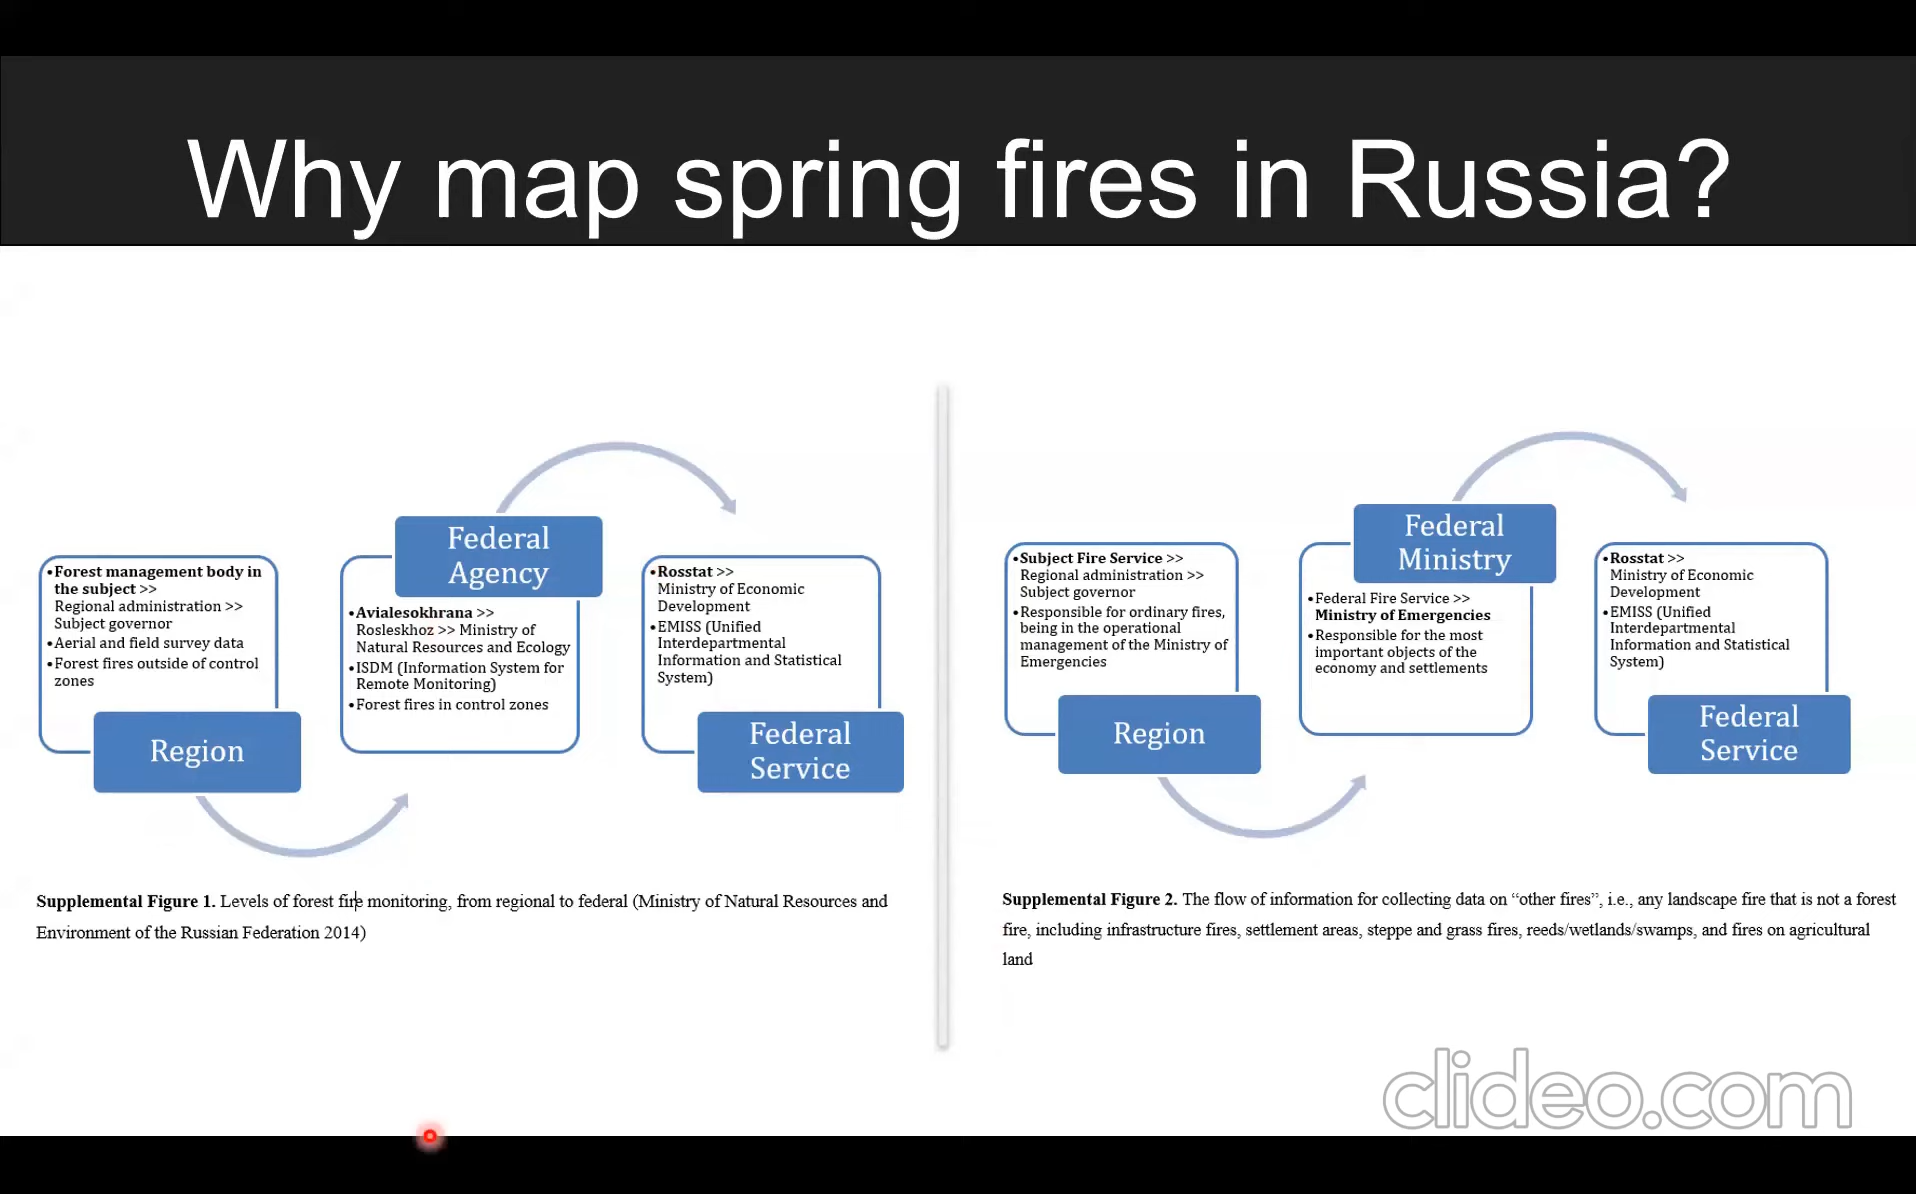 Why map spring fires in Russia?
•Forest management body in
the subject >>
Regional administration >>
Subject governor
•Aerial and field survey data
•Forest fires outside of control
zones
Region
Federal
Agency
•Avialesokhrana >>
Rosleskhoz >> Ministry of
Natural Resources and Ecology
•ISDM (Information System for
Remote Monitoring)
•Forest fires in control zones
•Rosstat >>
Ministry of Economic
Development
•EMISS (Unified
Interdepartmental
Information and Statistical
System)
Federal
Service
Supplemental Figure 1. Levels of forest fire monitoring, from regional to federal (Ministry of Natural Resources and
Environment of the Russian Federation 2014)
•Subject Fire Service >>
Regional administration >>
Subject governor
•Responsible for ordinary fires,
being in the operational
management of the Ministry of
Emergencies
Region
Federal
Ministry
•Federal Fire Service >>
Ministry of Emergencies
•Responsible for the most
important objects of the
economy and settlements
•Rosstat >>
Ministry of Economic
Development
•EMISS (Unified
Interdepartmental
Information and Statistical
System)
Federal
Service
Supplemental Figure 2. The flow of information for collecting data on “other fires”, i.e., any landscape fire that is not a forest
fire, including infrastructure fires, settlement areas, steppe and grass fires, reeds/wetlands/swamps, and fires on agricultural
land
clideo.com